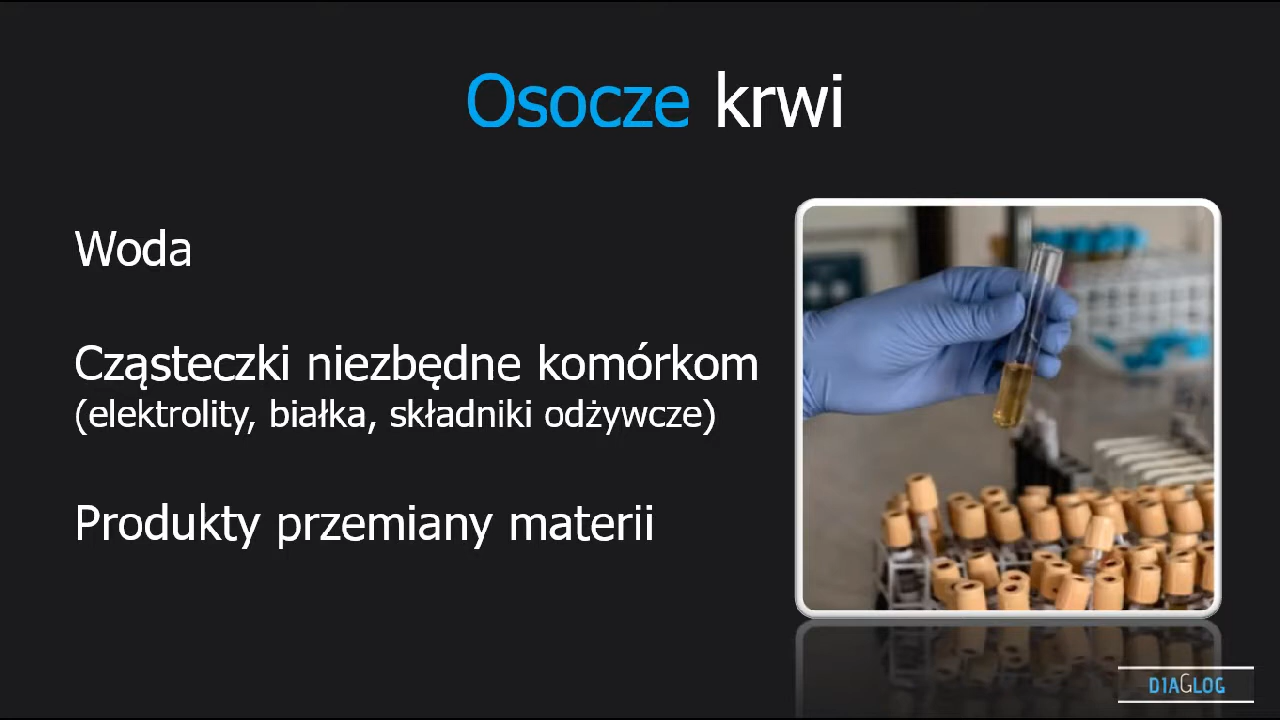 Osocze krwi
Woda
Cząsteczki niezbędne komórkom
(elektrolity, białka, składniki odżywcze)
Produkty przemiany materii
DIAGLOG